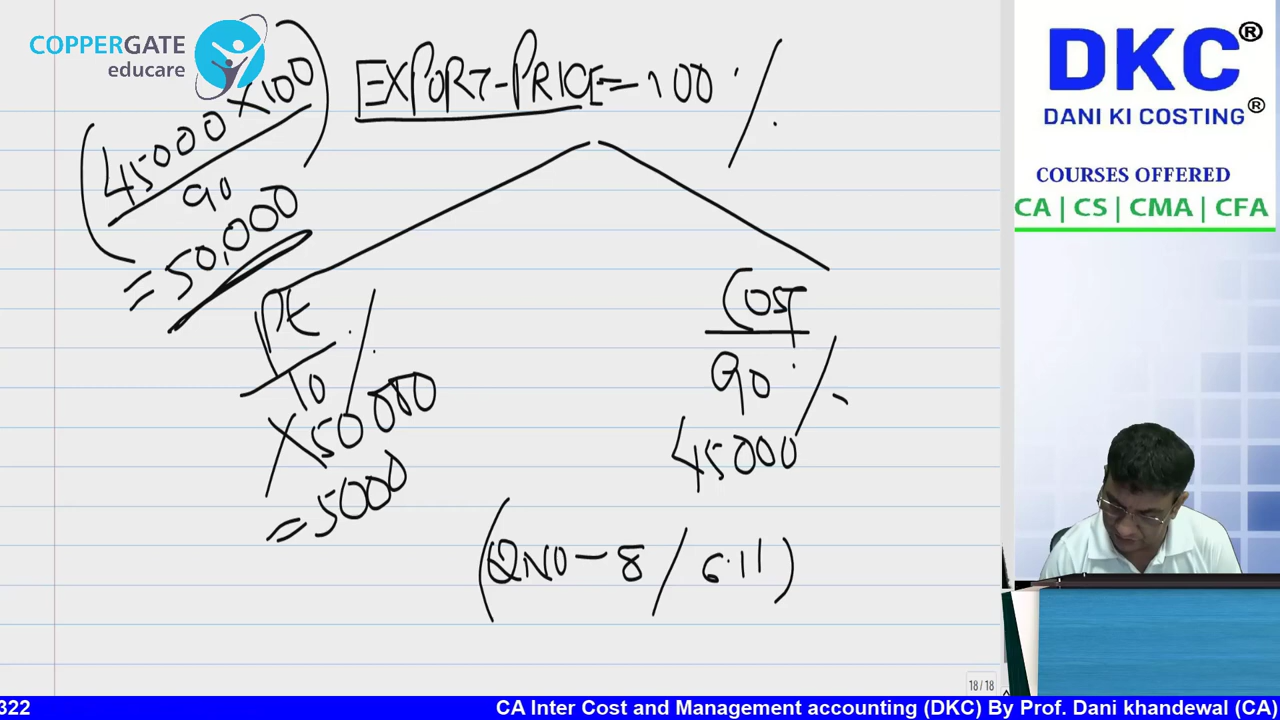 COPPERGATE
educare
(45000 × 100
90
= 50,000
EXPORT-PRICE = 100 %
PE
10 %
× 50000
= 5000
COST
90 %
45000
(QNO - 8 / 6.11)
18 / 18
DKC®
DANI KI COSTING®
COURSES OFFERED
CA | CS | CMA | CFA
322
CA Inter Cost and Management accounting (DKC) By Prof. Dani khandewal (CA)